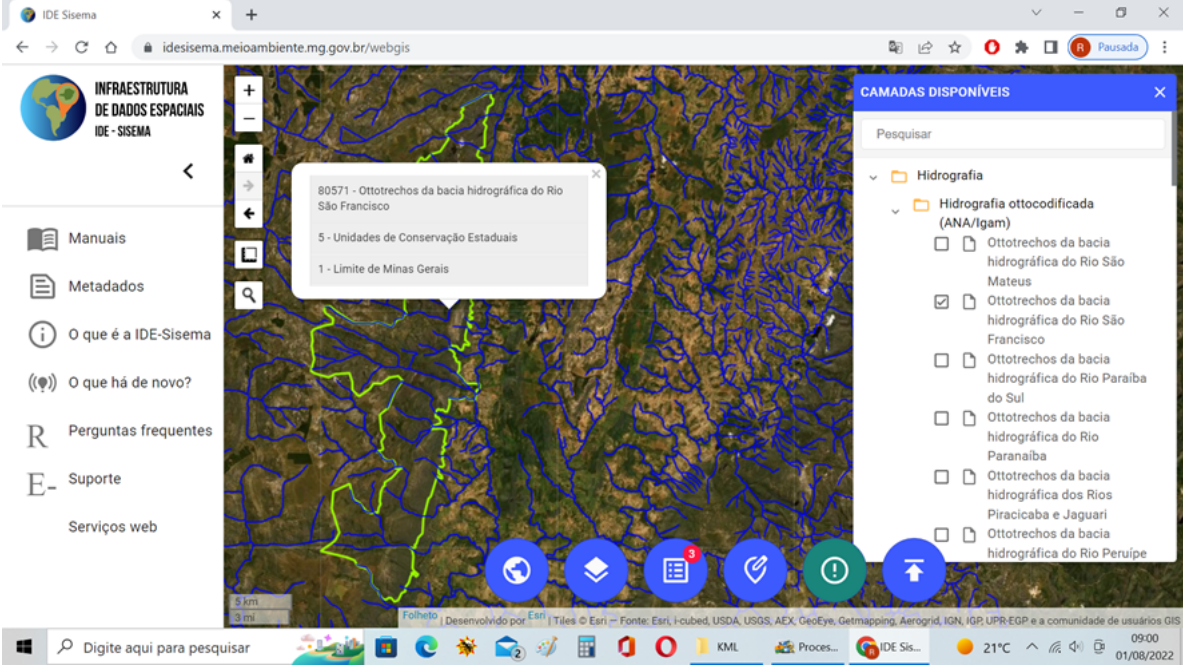 IDE Sisema
idesisema.meioambiente.mg.gov.br/webgis
R
Pausada
INFRAESTRUTURA
DE DADOS ESPACIAIS
IDE - SISEMA
Manuais
Metadados
O que é a IDE-Sisema
O que há de novo?
R
Perguntas frequentes
E-
Suporte
Serviços web
+
−
80571 - Ottotrechos da bacia hidrográfica do Rio
São Francisco
5 - Unidades de Conservação Estaduais
1 - Limite de Minas Gerais
CAMADAS DISPONÍVEIS
Pesquisar
Hidrografia
Hidrografia ottocodificada
(ANA/Igam)
Ottotrechos da bacia
hidrográfica do Rio São
Mateus
Ottotrechos da bacia
hidrográfica do Rio São
Francisco
Ottotrechos da bacia
hidrográfica do Rio Paraíba
do Sul
Ottotrechos da bacia
hidrográfica do Rio
Paranaíba
Ottotrechos da bacia
hidrográfica dos Rios
Piracicaba e Jaguari
Ottotrechos da bacia
hidrográfica do Rio Peruípe
3
5 km
3 mi
Folheto | Desenvolvido por Esri | Tiles © Esri — Fonte: Esri, i-cubed, USDA, USGS, AEX, GeoEye, Getmapping, Aerogrid, IGN, IGP, UPR-EGP e a comunidade de usuários GIS
Digite aqui para pesquisar
2
KML
Proces...
IDE Sis...
21°C
09:00
01/08/2022